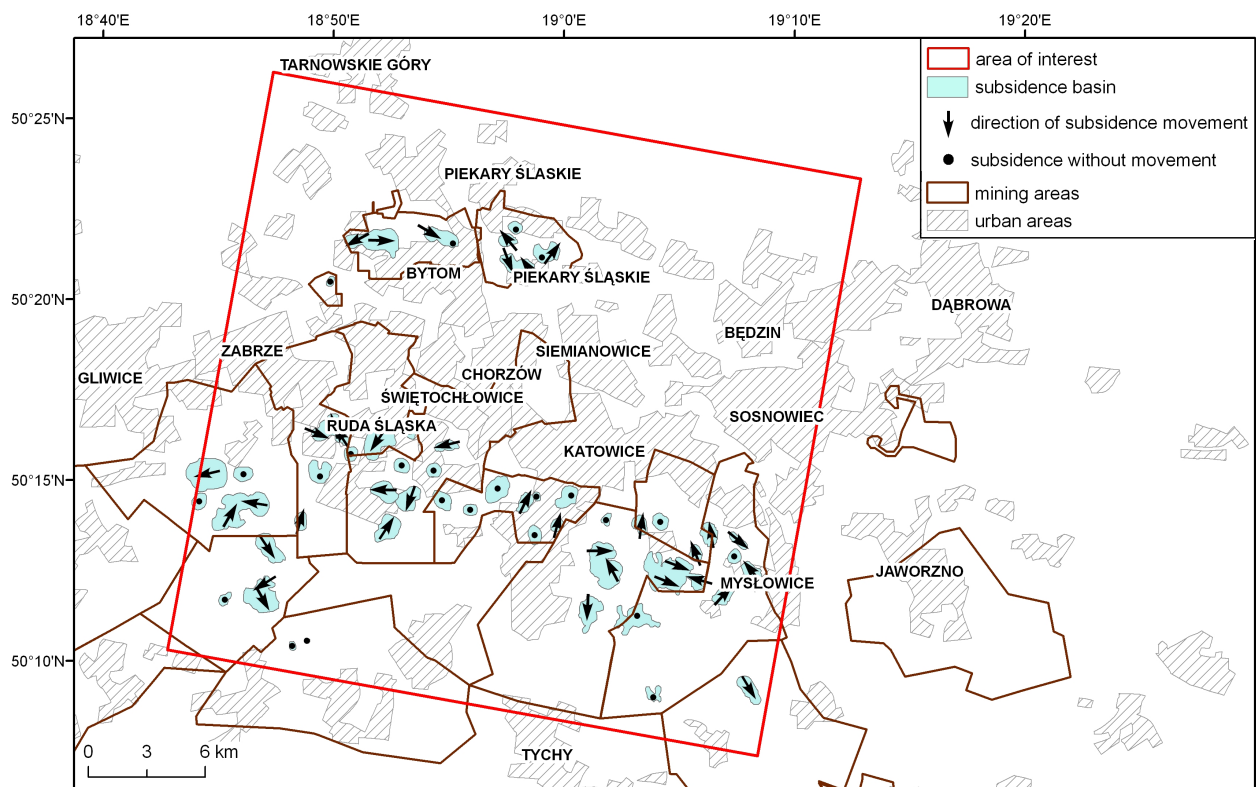 18°40'E 18°50'E 19°0'E 19°10'E 19°20'E
TARNOWSKIE GÓRY
area of interest
subsidence basin
50°25'N
direction of subsidence movement
subsidence without movement
PIEKARY ŚLASKIE
mining areas
urban areas
BYTOM
PIEKARY ŚLĄSKIE
50°20'N
DĄBROWA
BĘDZIN
ZABRZE
SIEMIANOWICE
GLIWICE
CHORZÓW
ŚWIĘTOCHŁOWICE
SOSNOWIEC
RUDA ŚLĄSKA
KATOWICE
50°15'N
JAWORZNO
MYSŁOWICE
50°10'N
0 3 6 km
TYCHY